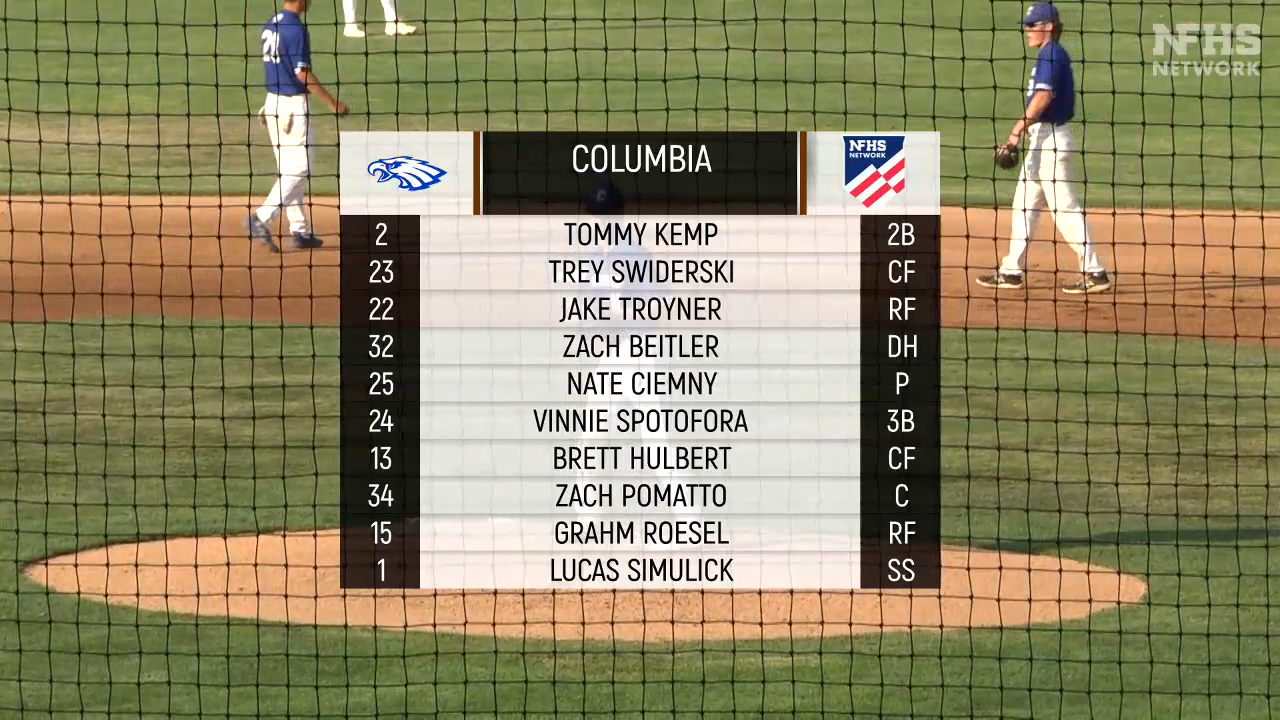 NFHS
NETWORK
COLUMBIA
NFHS
NETWORK
2 TOMMY KEMP 2B
23 TREY SWIDERSKI CF
22 JAKE TROYNER RF
32 ZACH BEITLER DH
25 NATE CIEMNY P
24 VINNIE SPOTOFORA 3B
13 BRETT HULBERT CF
34 ZACH POMATTO C
15 GRAHM ROESEL RF
1 LUCAS SIMULICK SS